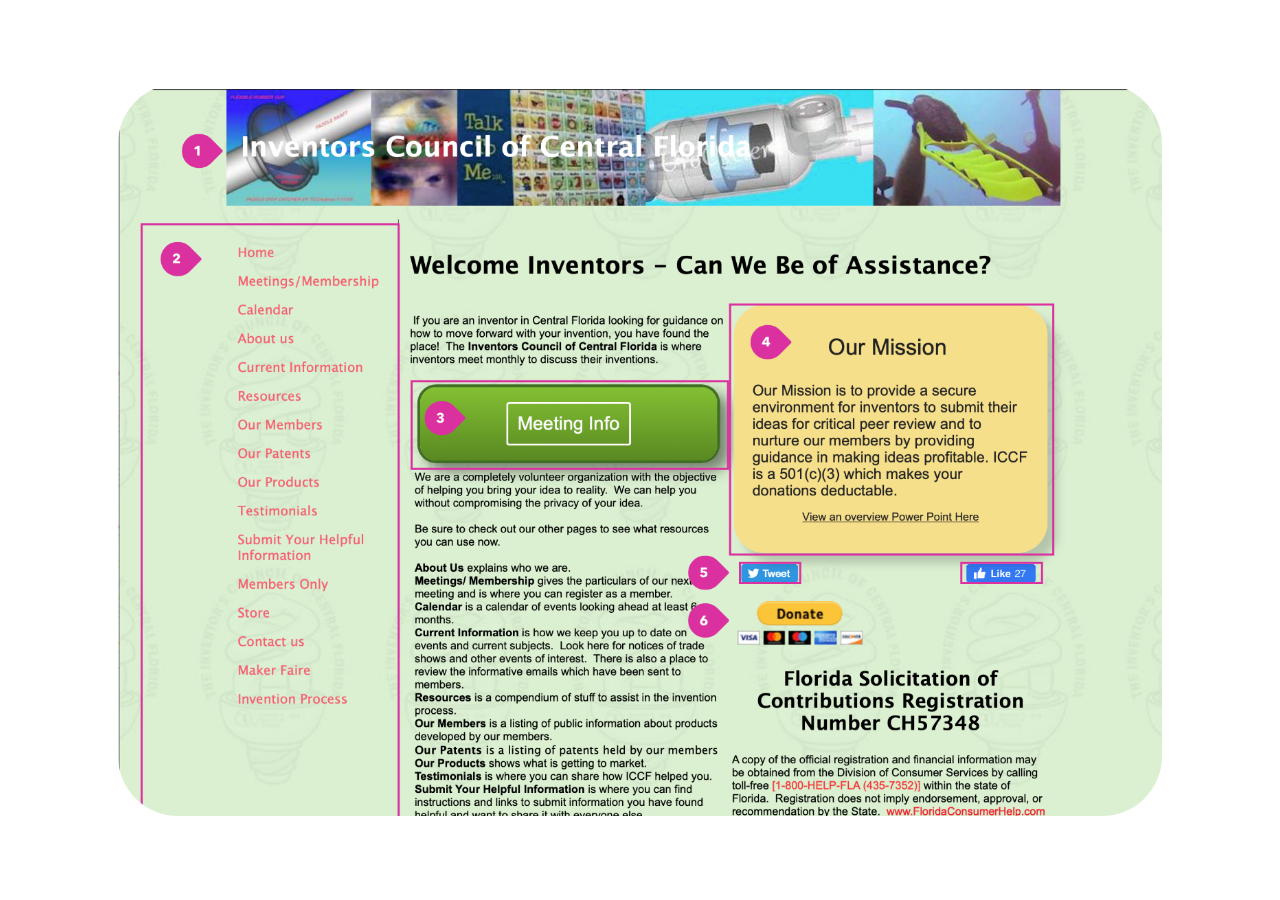 1
Inventors Council of Central Florida
Talk
Me
2
Home
Meetings/Membership
Calendar
About us
Current Information
Resources
Our Members
Our Patents
Our Products
Testimonials
Submit Your Helpful
Information
Members Only
Store
Contact us
Maker Faire
Invention Process
Welcome Inventors – Can We Be of Assistance?
If you are an inventor in Central Florida looking for guidance on
how to move forward with your invention, you have found the
place! The Inventors Council of Central Florida is where
inventors meet monthly to discuss their inventions.
3
Meeting Info
We are a completely volunteer organization with the objective
of helping you bring your idea to reality. We can help you
without compromising the privacy of your idea.
Be sure to check out our other pages to see what resources
you can use now.
About Us explains who we are.
Meetings/ Membership gives the particulars of our next
meeting and is where you can register as a member.
Calendar is a calendar of events looking ahead at least 6
months.
Current Information is how we keep you up to date on
events and current subjects. Look here for notices of trade
shows and other events of interest. There is also a place to
review the informative emails which have been sent to
members.
Resources is a compendium of stuff to assist in the invention
process.
Our Members is a listing of public information about products
developed by our members.
Our Patents is a listing of patents held by our members
Our Products shows what is getting to market.
Testimonials is where you can share how ICCF helped you.
Submit Your Helpful Information is where you can find
instructions and links to submit information you have found
helpful and want to share it with everyone else.
4
Our Mission
Our Mission is to provide a secure
environment for inventors to submit their
ideas for critical peer review and to
nurture our members by providing
guidance in making ideas profitable. ICCF
is a 501(c)(3) which makes your
donations deductable.
View an overview Power Point Here
5
Tweet
Like 27
6
Donate
VISA
DISCOVER
Florida Solicitation of
Contributions Registration
Number CH57348
A copy of the official registration and financial information may
be obtained from the Division of Consumer Services by calling
toll-free [1-800-HELP-FLA (435-7352)] within the state of
Florida. Registration does not imply endorsement, approval, or
recommendation by the State. www.FloridaConsumerHelp.com